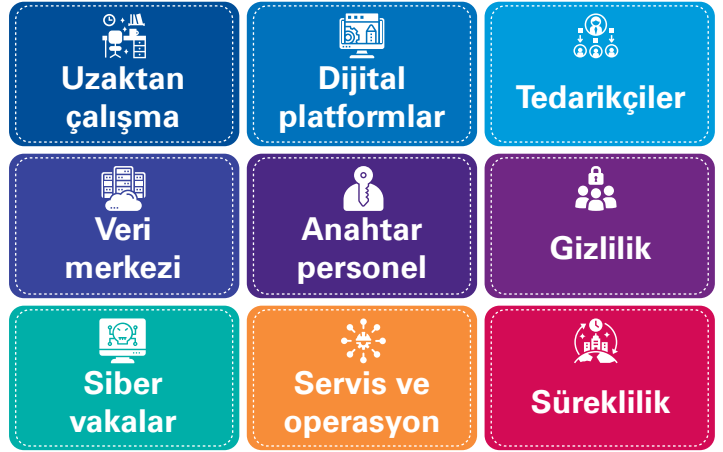 Uzaktan
çalışma
Dijital
platformlar
Tedarikçiler
Veri
merkezi
Anahtar
personel
Gizlilik
Siber
vakalar
Servis ve
operasyon
Süreklilik